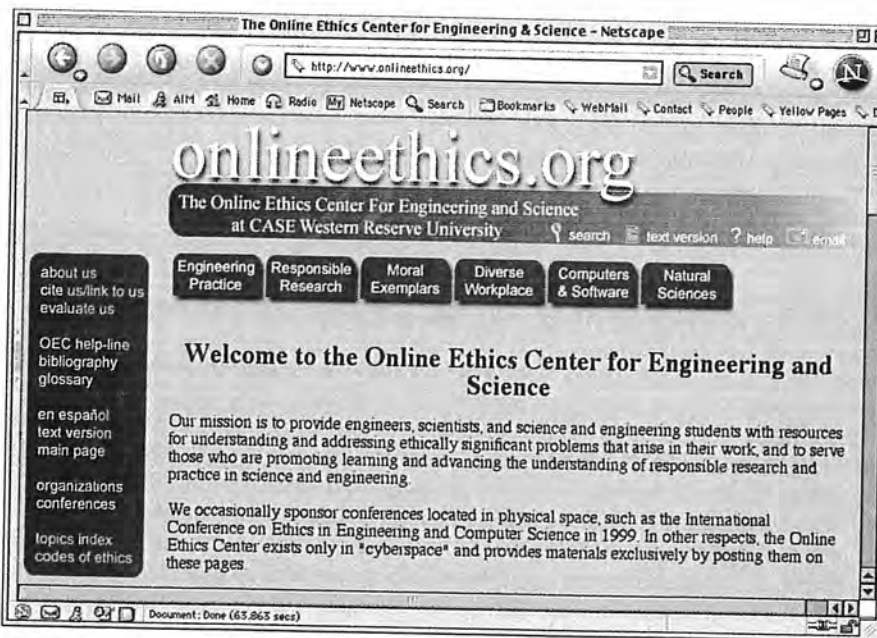 The Online Ethics Center for Engineering & Science - Netscape
http://www.onlineethics.org/
Search
N
Mail AIM Home Radio My Netscape Search Bookmarks WebMail Contact People Yellow Pages
onlineethics.org
The Online Ethics Center For Engineering and Science
at CASE Western Reserve University
search text version ? help email
Engineering Practice
Responsible Research
Moral Exemplars
Diverse Workplace
Computers & Software
Natural Sciences
about us
cite us/link to us
evaluate us
OEC help-line
bibliography
glossary
en español
text version
main page
organizations
conferences
topics index
codes of ethics
Welcome to the Online Ethics Center for Engineering and
Science
Our mission is to provide engineers, scientists, and science and engineering students with resources
for understanding and addressing ethically significant problems that arise in their work, and to serve
those who are promoting learning and advancing the understanding of responsible research and
practice in science and engineering.
We occasionally sponsor conferences located in physical space, such as the International
Conference on Ethics in Engineering and Computer Science in 1999. In other respects, the Online
Ethics Center exists only in "cyberspace" and provides materials exclusively by posting them on
these pages.
Document: Done (63.863 secs)